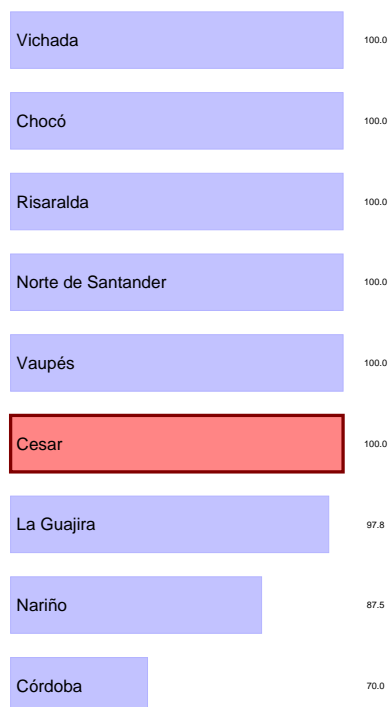 Vichada 100.0
Chocó 100.0
Risaralda 100.0
Norte de Santander 100.0
Vaupés 100.0
Cesar 100.0
La Guajira 97.8
Nariño 87.5
Córdoba 70.0